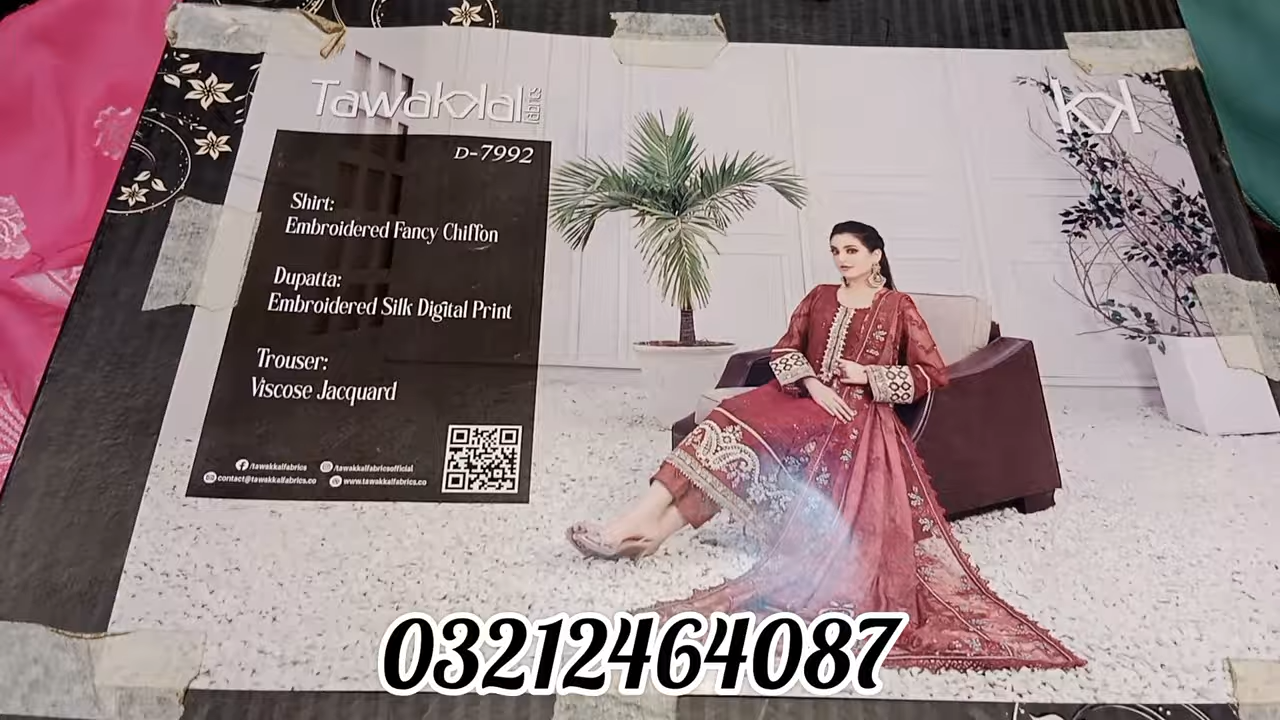 Tawakkal fabrics
D-7992
Shirt:
Embroidered Fancy Chiffon
Dupatta:
Embroidered Silk Digital Print
Trouser:
Viscose Jacquard
/tawakkalfabrics /tawakkalfabricsofficial
contact@tawakkalfabrics.co www.tawakkalfabrics.co
03212464087